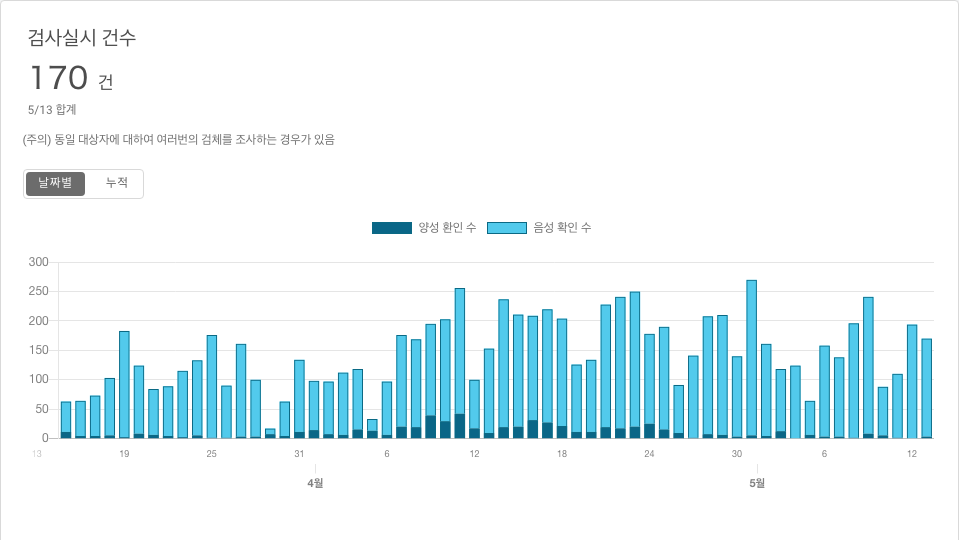 검사실시 건수
170 건
5/13 합계
(주의) 동일 대상자에 대하여 여러번의 검체를 조사하는 경우가 있음
날짜별 누적
양성 환인 수 음성 확인 수
300
250
200
150
100
50
0
13 19 25 31 6 12 18 24 30 6 12
4월 5월